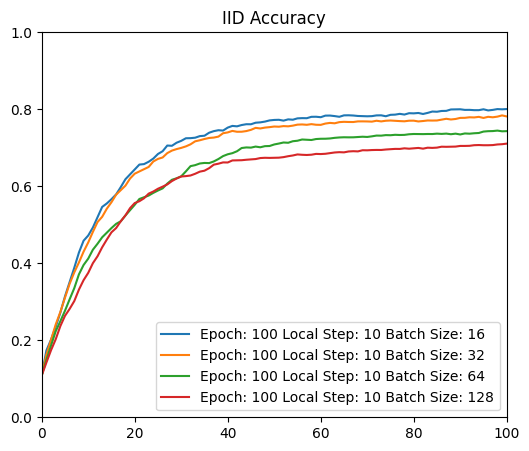 IID Accuracy
1.0
0.8
0.6
0.4
0.2
0.0
Epoch: 100 Local Step: 10 Batch Size: 16
Epoch: 100 Local Step: 10 Batch Size: 32
Epoch: 100 Local Step: 10 Batch Size: 64
Epoch: 100 Local Step: 10 Batch Size: 128
0 20 40 60 80 100